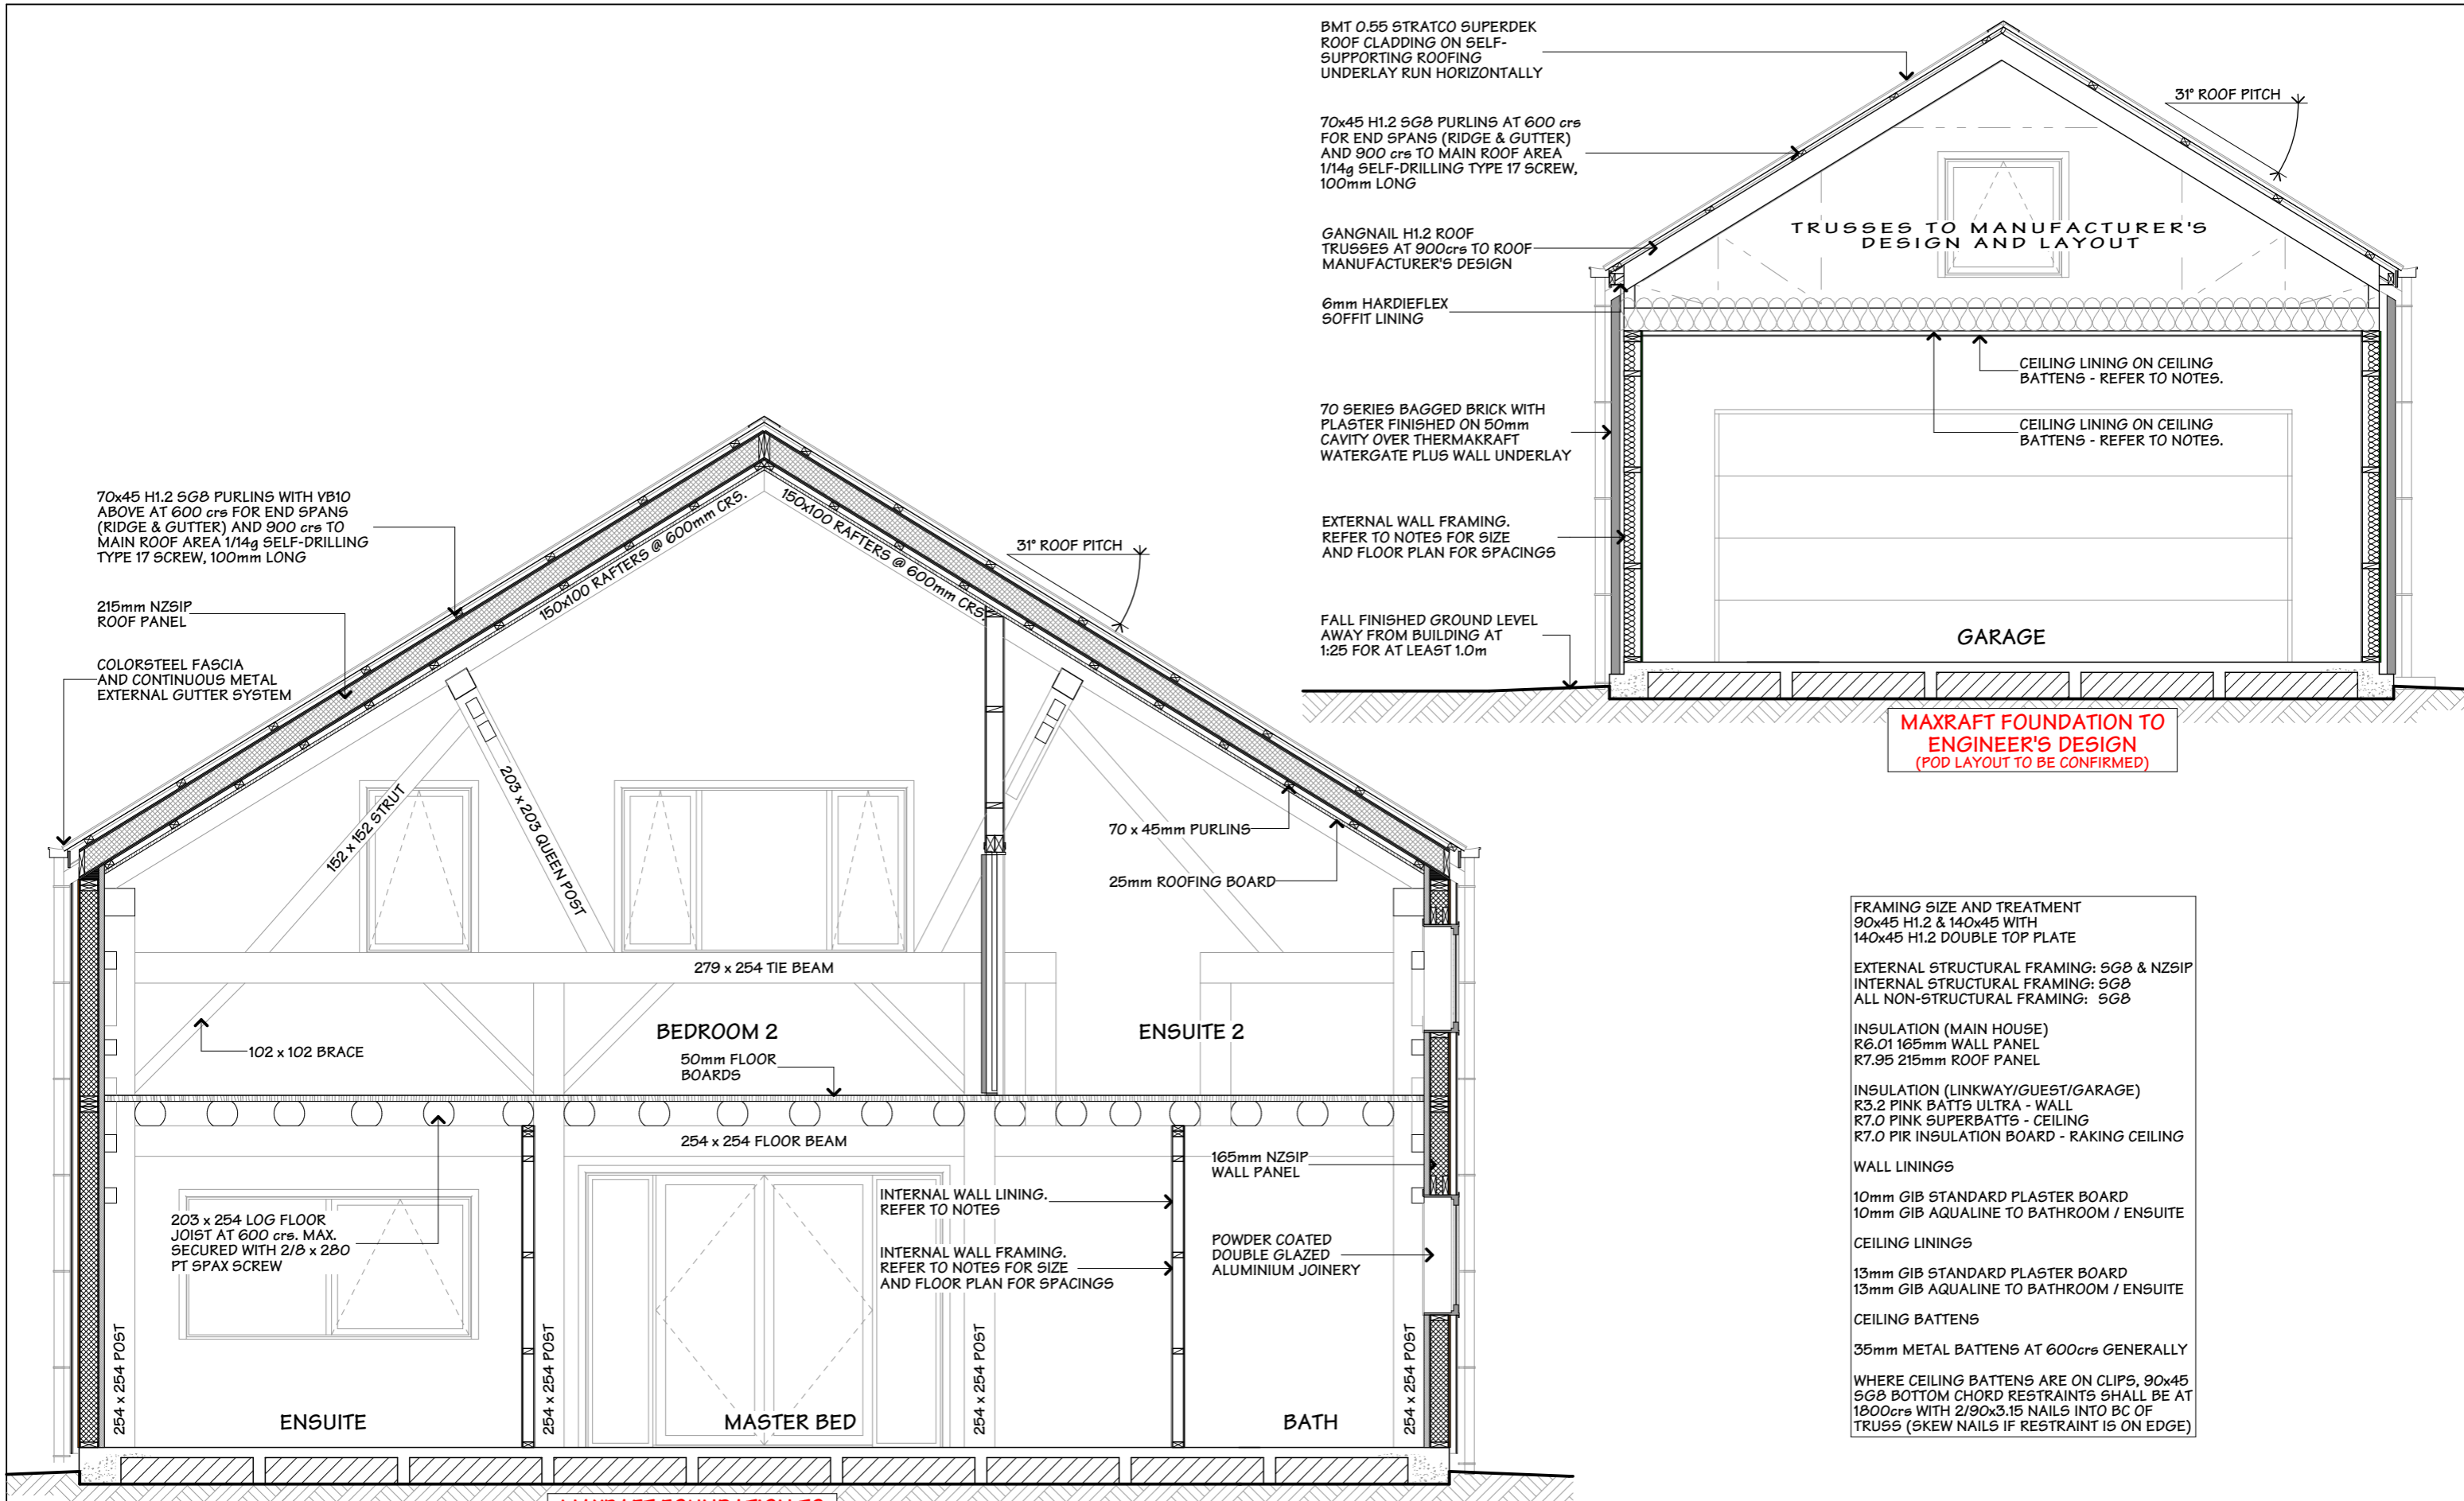 BMT 0.55 STRATCO SUPERDEK
ROOF CLADDING ON SELF-
SUPPORTING ROOFING
UNDERLAY RUN HORIZONTALLY
70x45 H1.2 SG8 PURLINS AT 600 crs
FOR END SPANS (RIDGE & GUTTER)
AND 900 crs TO MAIN ROOF AREA
1/14g SELF-DRILLING TYPE 17 SCREW,
100mm LONG
GANGNAIL H1.2 ROOF
TRUSSES AT 900crs TO ROOF
MANUFACTURER'S DESIGN
6mm HARDIEFLEX
SOFFIT LINING
70 SERIES BAGGED BRICK WITH
PLASTER FINISHED ON 50mm
CAVITY OVER THERMAKRAFT
WATERGATE PLUS WALL UNDERLAY
EXTERNAL WALL FRAMING.
REFER TO NOTES FOR SIZE
AND FLOOR PLAN FOR SPACINGS
FALL FINISHED GROUND LEVEL
AWAY FROM BUILDING AT
1:25 FOR AT LEAST 1.0m
31° ROOF PITCH
TRUSSES TO MANUFACTURER'S
DESIGN AND LAYOUT
CEILING LINING ON CEILING
BATTENS - REFER TO NOTES.
CEILING LINING ON CEILING
BATTENS - REFER TO NOTES.
GARAGE
MAXRAFT FOUNDATION TO
ENGINEER'S DESIGN
(POD LAYOUT TO BE CONFIRMED)
70x45 H1.2 SG8 PURLINS WITH VB10
ABOVE AT 600 crs FOR END SPANS
(RIDGE & GUTTER) AND 900 crs TO
MAIN ROOF AREA 1/14g SELF-DRILLING
TYPE 17 SCREW, 100mm LONG
215mm NZSIP
ROOF PANEL
COLORSTEEL FASCIA
AND CONTINUOUS METAL
EXTERNAL GUTTER SYSTEM
150x100 RAFTERS @ 600mm CRS.
150x100 RAFTERS @ 600mm CRS.
31° ROOF PITCH
152 x 152 STRUT
203 x 203 QUEEN POST
70 x 45mm PURLINS
25mm ROOFING BOARD
279 x 254 TIE BEAM
BEDROOM 2
ENSUITE 2
102 x 102 BRACE
50mm FLOOR
BOARDS
254 x 254 FLOOR BEAM
165mm NZSIP
WALL PANEL
INTERNAL WALL LINING.
REFER TO NOTES
203 x 254 LOG FLOOR
JOIST AT 600 crs. MAX.
SECURED WITH 2/8 x 280
PT SPAX SCREW
INTERNAL WALL FRAMING.
REFER TO NOTES FOR SIZE
AND FLOOR PLAN FOR SPACINGS
POWDER COATED
DOUBLE GLAZED
ALUMINIUM JOINERY
254 x 254 POST
254 x 254 POST
254 x 254 POST
254 x 254 POST
ENSUITE
MASTER BED
BATH
MAXRAFT FOUNDATION TO
FRAMING SIZE AND TREATMENT
90x45 H1.2 & 140x45 WITH
140x45 H1.2 DOUBLE TOP PLATE
EXTERNAL STRUCTURAL FRAMING: SG8 & NZSIP
INTERNAL STRUCTURAL FRAMING: SG8
ALL NON-STRUCTURAL FRAMING: SG8
INSULATION (MAIN HOUSE)
R6.01 165mm WALL PANEL
R7.95 215mm ROOF PANEL
INSULATION (LINKWAY/GUEST/GARAGE)
R3.2 PINK BATTS ULTRA - WALL
R7.0 PINK SUPERBATTS - CEILING
R7.0 PIR INSULATION BOARD - RAKING CEILING
WALL LININGS
10mm GIB STANDARD PLASTER BOARD
10mm GIB AQUALINE TO BATHROOM / ENSUITE
CEILING LININGS
13mm GIB STANDARD PLASTER BOARD
13mm GIB AQUALINE TO BATHROOM / ENSUITE
CEILING BATTENS
35mm METAL BATTENS AT 600crs GENERALLY
WHERE CEILING BATTENS ARE ON CLIPS, 90x45
SG8 BOTTOM CHORD RESTRAINTS SHALL BE AT
1800crs WITH 2/90x3.15 NAILS INTO BC OF
TRUSS (SKEW NAILS IF RESTRAINT IS ON EDGE)